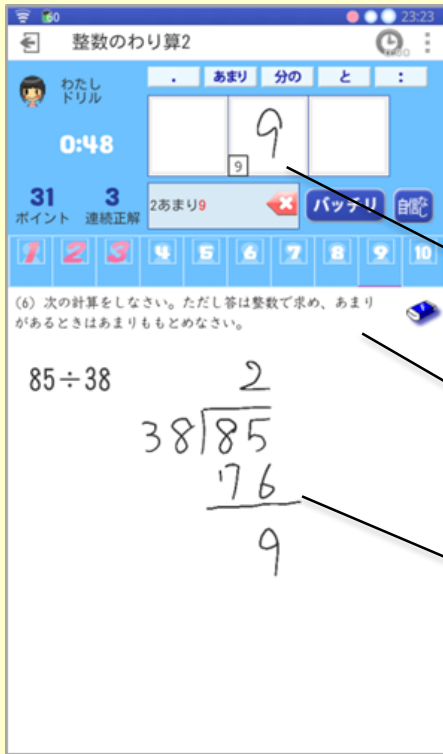 60 23:23
整数のわり算2
わたし
ドリル
. あまり 分の と :
0:48
9
9
31 3
ポイント 連続正解
2あまり9
バッチリ
1 2 3 4 5 6 7 8 9 10
(6) 次の計算をしなさい。ただし答は整数で求め、あまり
があるときはあまりももとめなさい。
85÷38
2
38 85
76
9